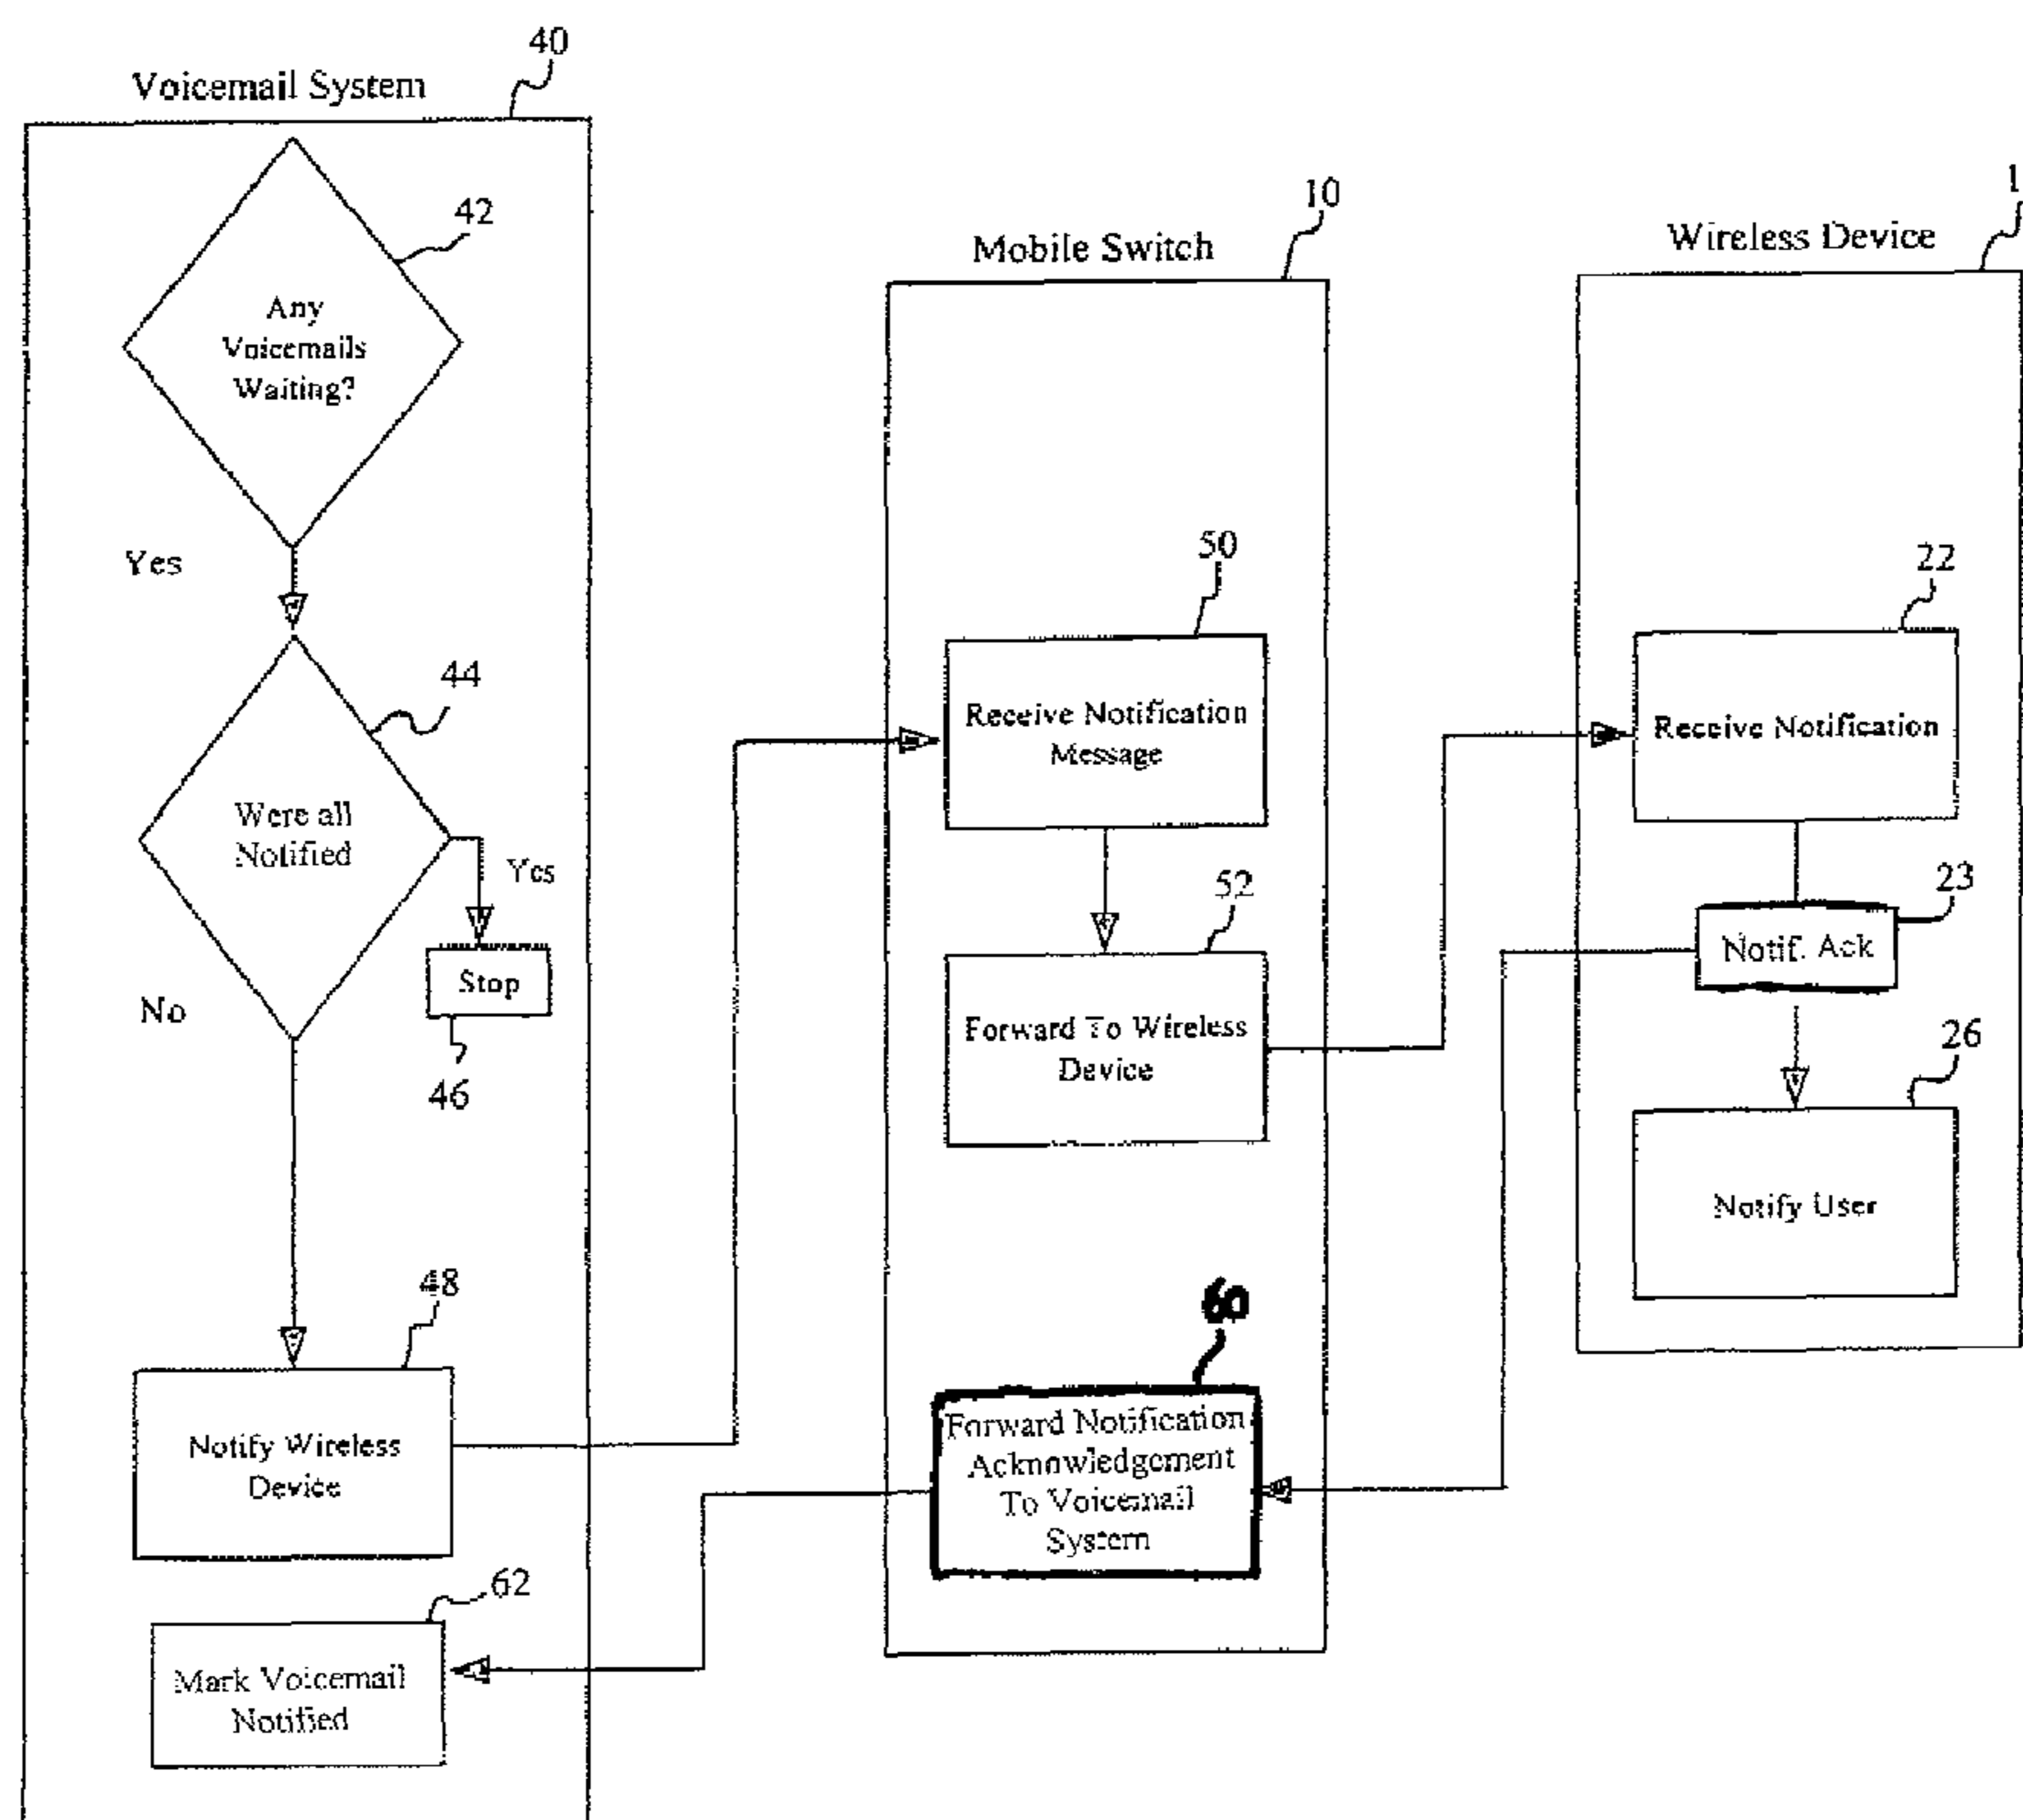 40
Voicemail System
42
Any
Voicemails
Waiting?
Yes
44
Were all
Notified
Yes
Stop
46
No
48
Notify Wireless
Device
62
Mark Voicemail
Notified
10
Mobile Switch
50
Receive Notification
Message
52
Forward To Wireless
Device
60
Forward Notification
Acknowledgement
To Voicemail
System
1
Wireless Device
22
Receive Notification
23
Notif. Ack
26
Notify User